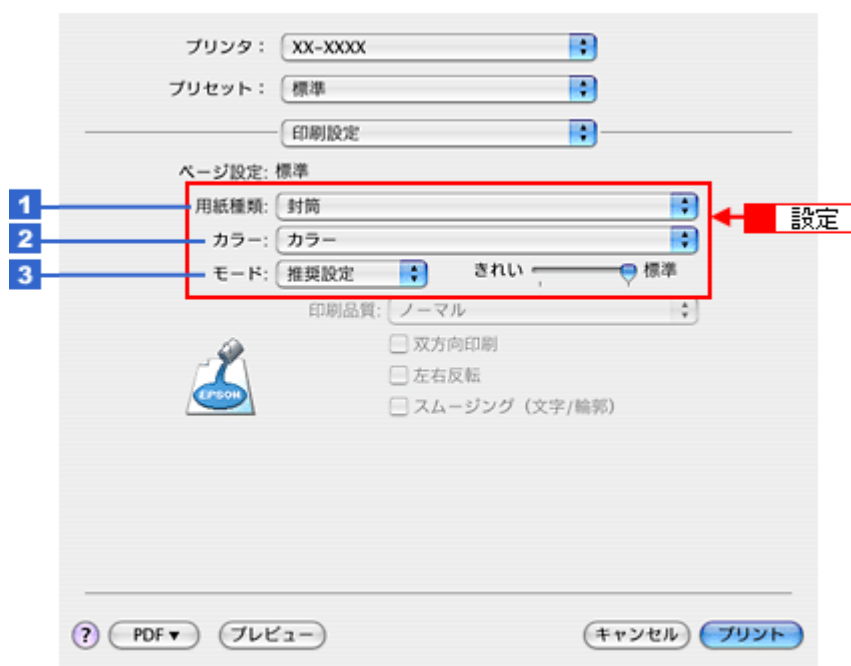 プリンタ： XX-XXXX
プリセット： 標準
印刷設定
ページ設定: 標準
1 用紙種類: 封筒
設定
2 カラー: カラー
3 モード: 推奨設定 きれい 標準
印刷品質: ノーマル
双方向印刷
左右反転
スムージング（文字/輪郭）
EPSON
? PDF▼ プレビュー キャンセル プリント